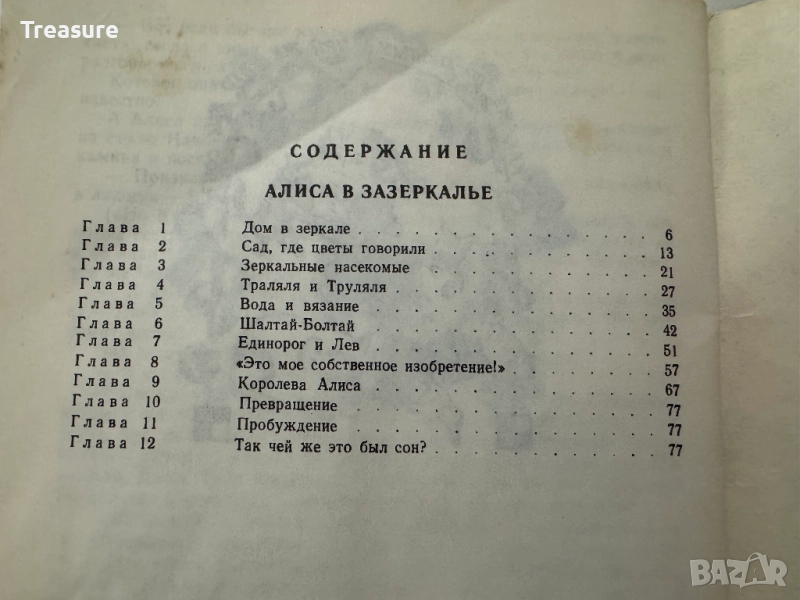 Treasure
СОДЕРЖАНИЕ
АЛИСА В ЗАЗЕРКАЛЬЕ
Глава 1 Дом в зеркале . . . . . . . . . . . . . . . . 6
Глава 2 Сад, где цветы говорили . . . . . . . . . . . . 13
Глава 3 Зеркальные насекомые . . . . . . . . . . . . 21
Глава 4 Траляля и Труляля . . . . . . . . . . . . . . 27
Глава 5 Вода и вязание . . . . . . . . . . . . . . . 35
Глава 6 Шалтай-Болтай . . . . . . . . . . . . . . . 42
Глава 7 Единорог и Лев . . . . . . . . . . . . . . . 51
Глава 8 «Это мое собственное изобретение!» . . . . . . . . 57
Глава 9 Королева Алиса . . . . . . . . . . . . . . . 67
Глава 10 Превращение . . . . . . . . . . . . . . . . 77
Глава 11 Пробуждение . . . . . . . . . . . . . . . . 77
Глава 12 Так чей же это был сон? . . . . . . . . . . . . 77
BAZAR